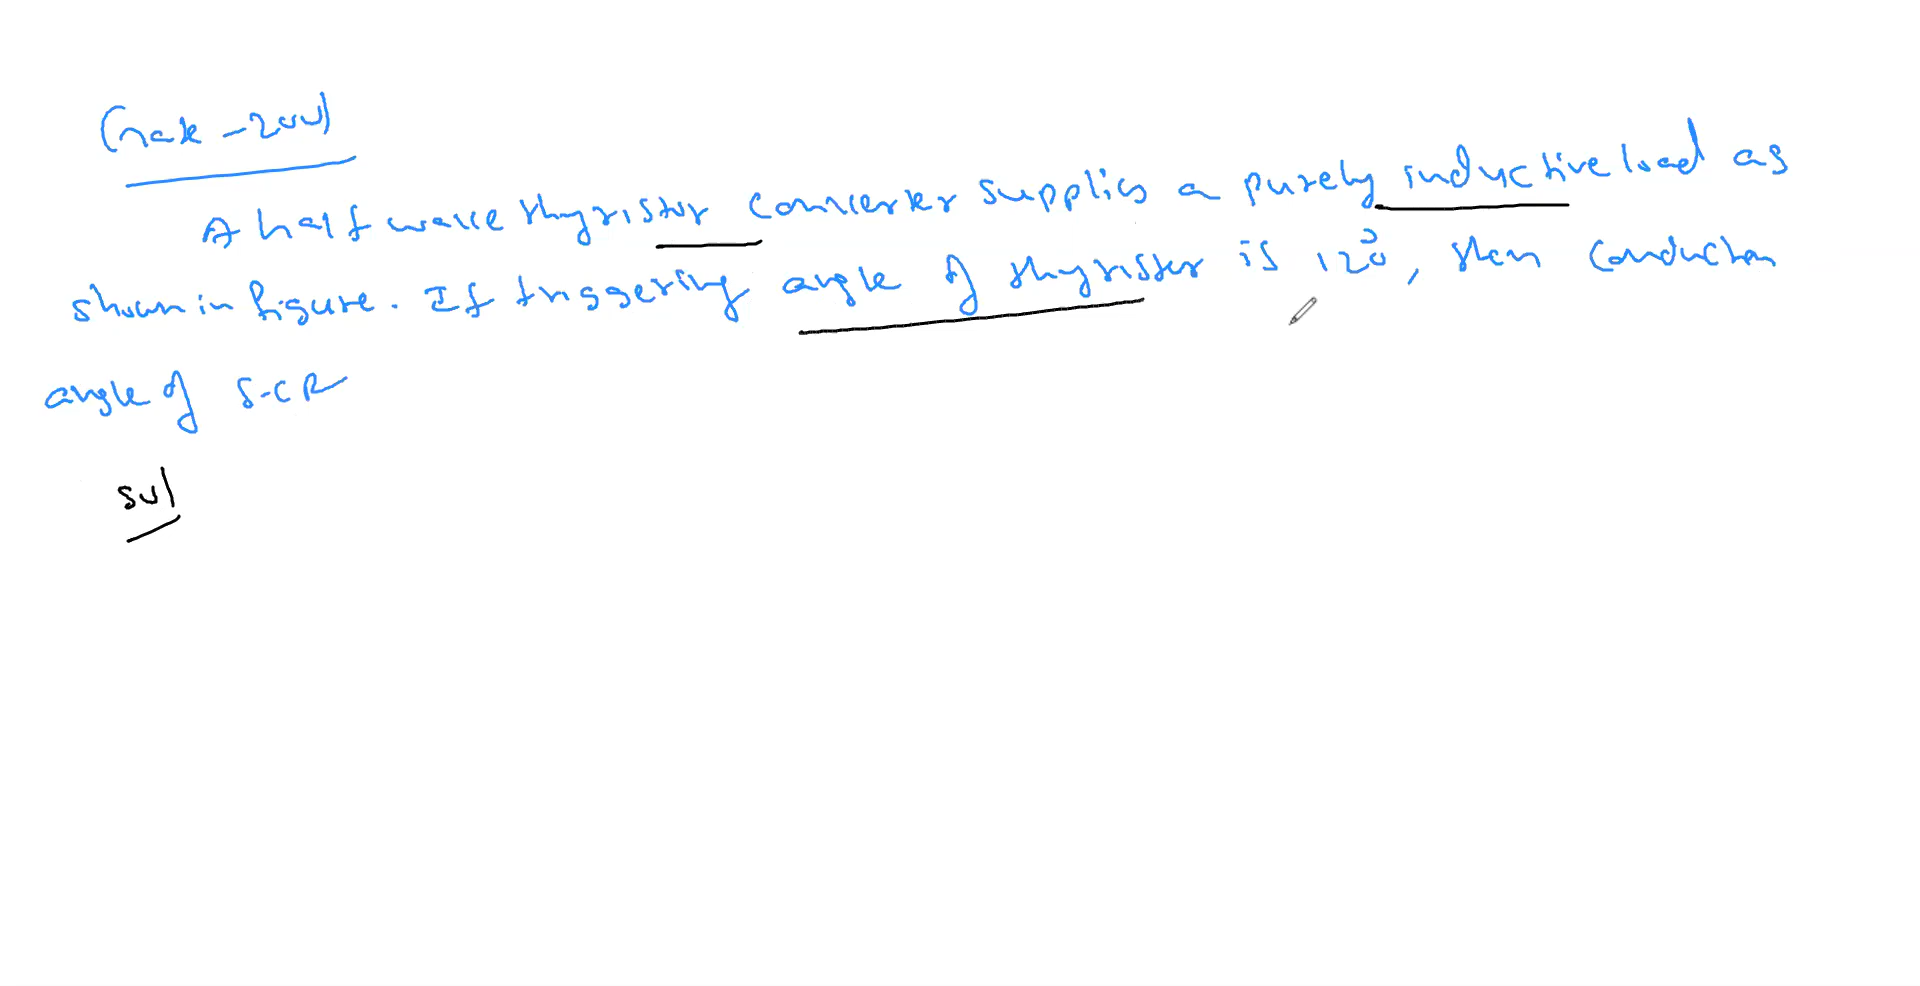 (Gate - 200
A half wave thyristor converter supplies a purely inductive load as
shown in figure. If triggering angle of thyristor is 120°, then conduction
angle of SCR
sol